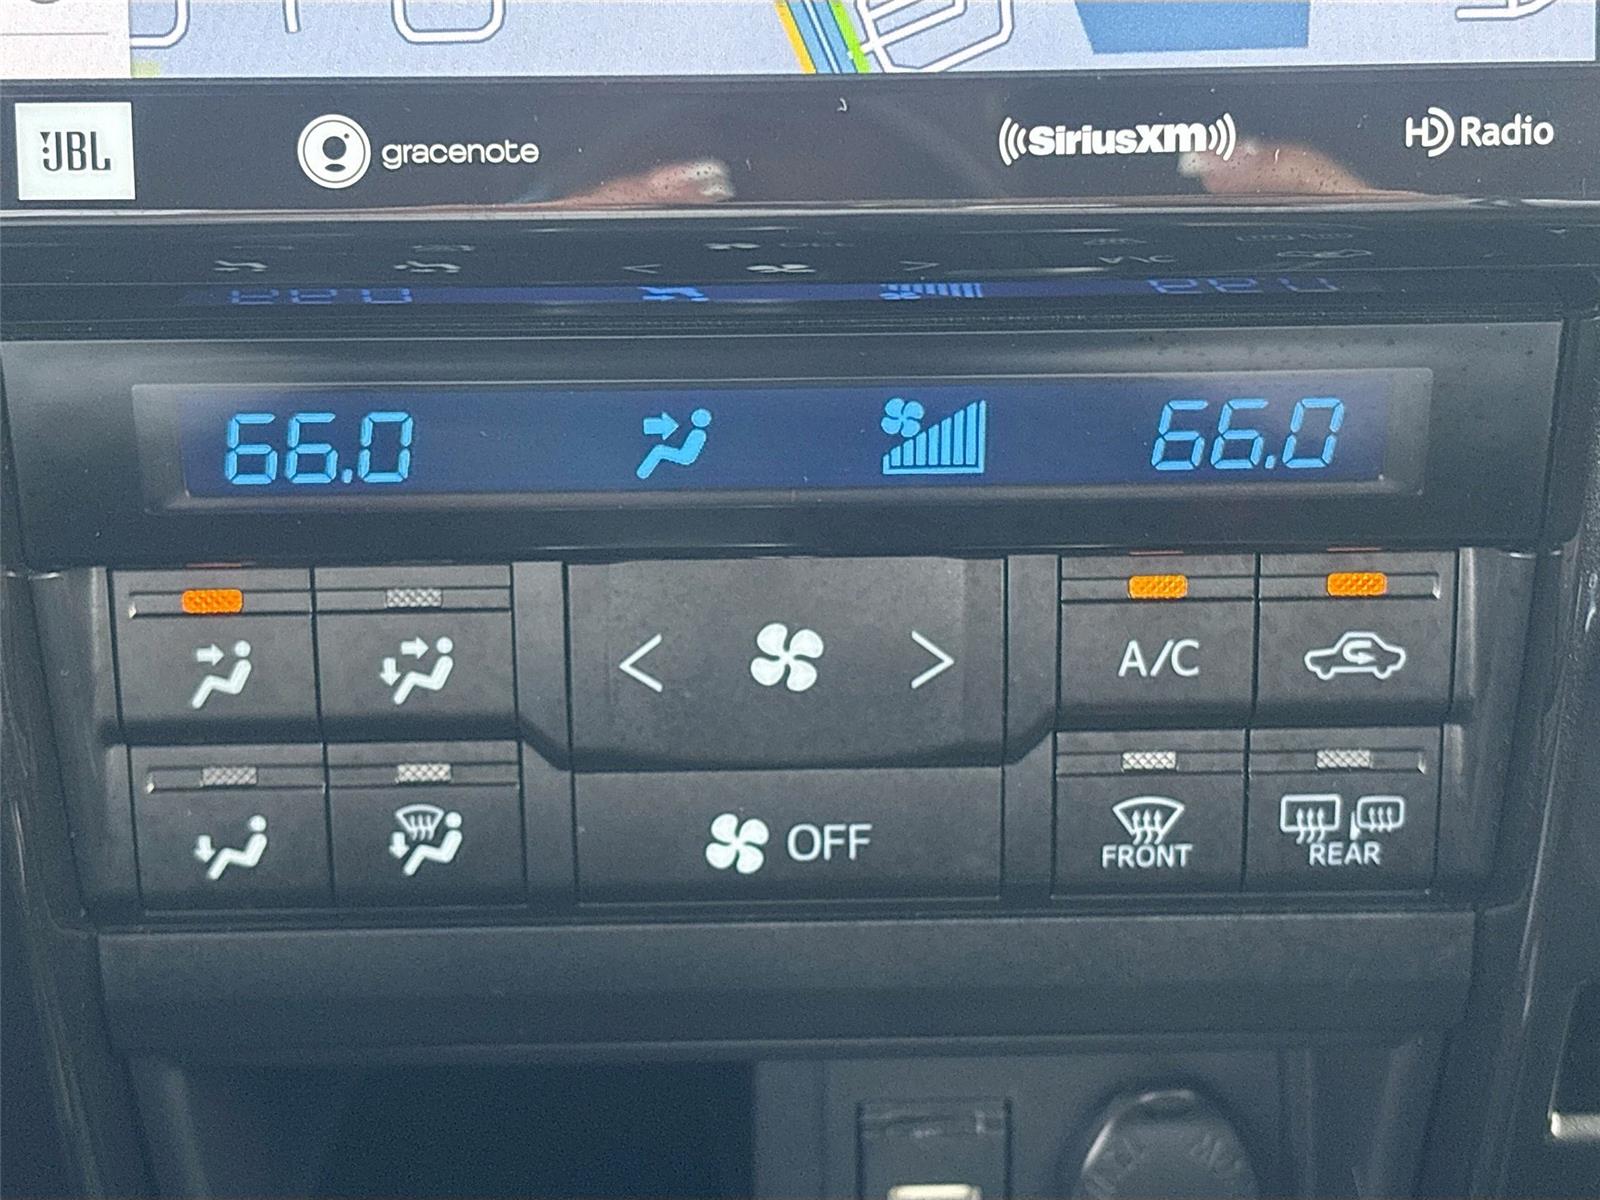 JBL gracenote SiriusXM HD Radio
66.0 66.0
A/C
OFF
FRONT
REAR